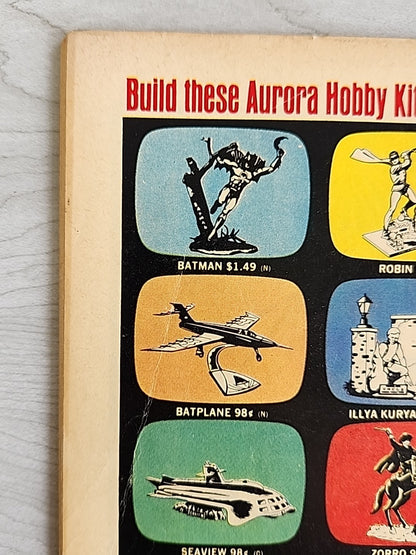 Build these Aurora Hobby Kit
BATMAN $1.49 (N)
ROBIN
BATPLANE 98¢ (N)
ILLYA KURYA
SEAVIEW 98¢ (G)
ZORRO